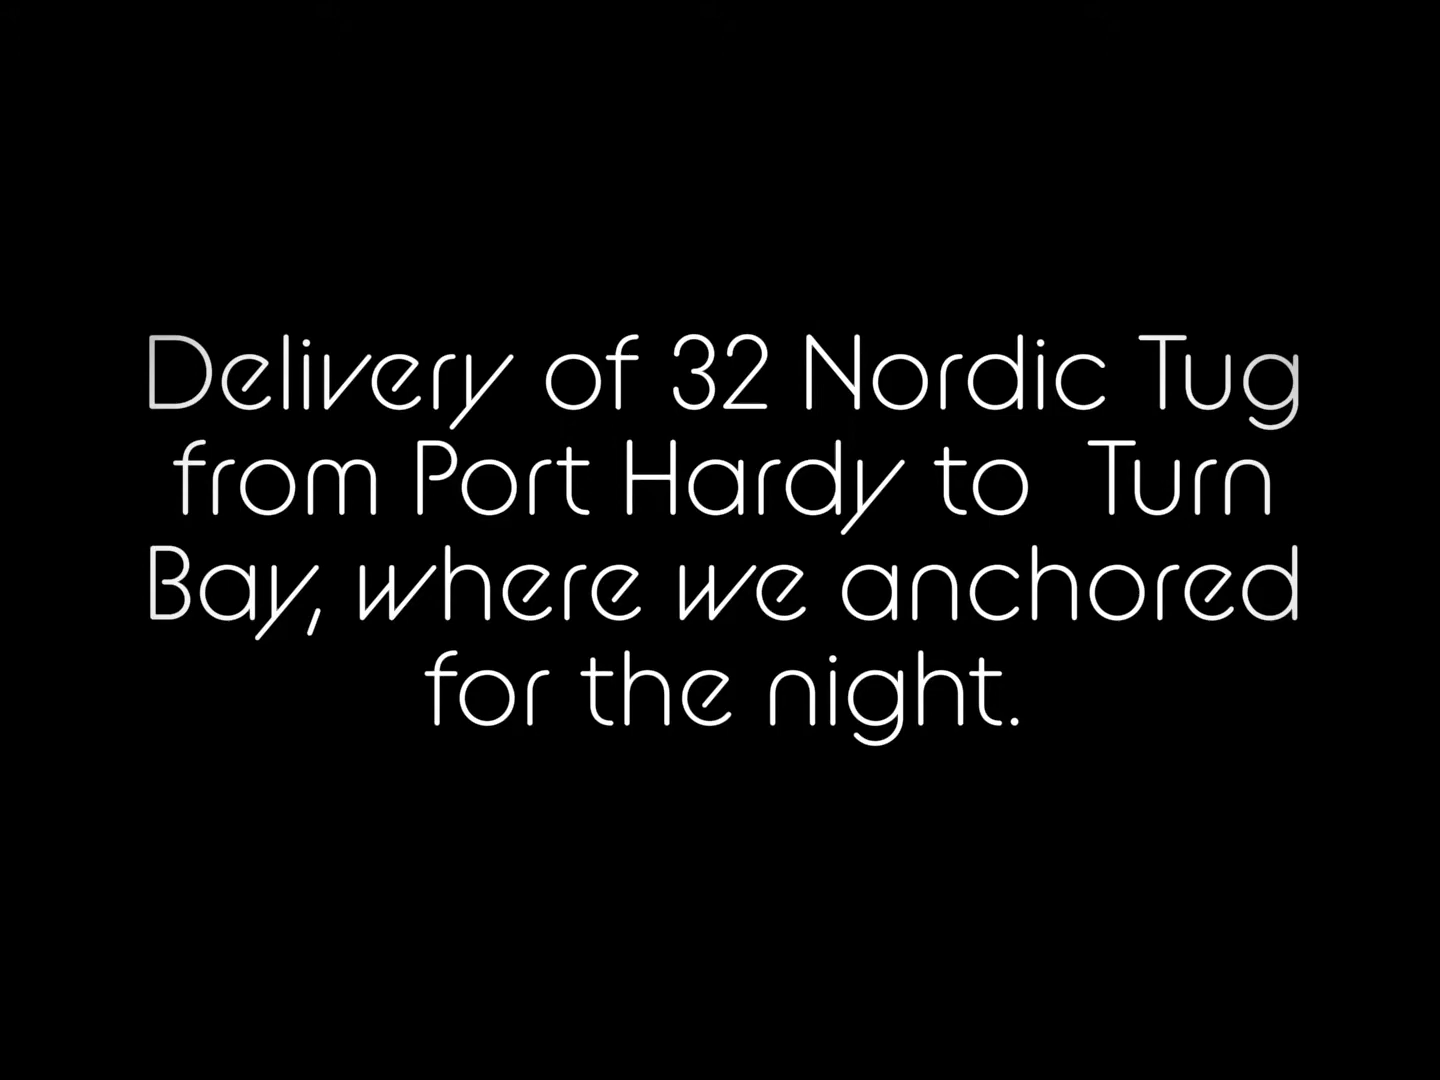 Delivery of 32 Nordic Tug
from Port Hardy to  Turn
Bay, where we anchored
for the night.